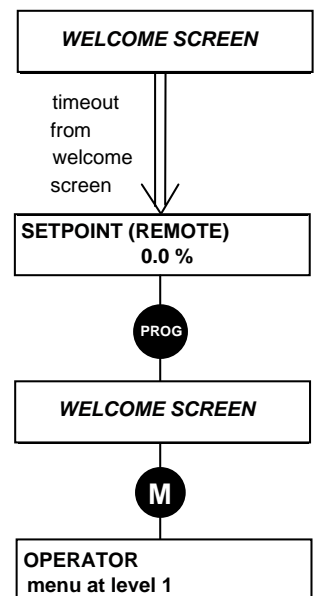 WELCOME SCREEN
timeout
from
welcome
screen
SETPOINT (REMOTE)
0.0 %
PROG
WELCOME SCREEN
M
OPERATOR
menu at level 1